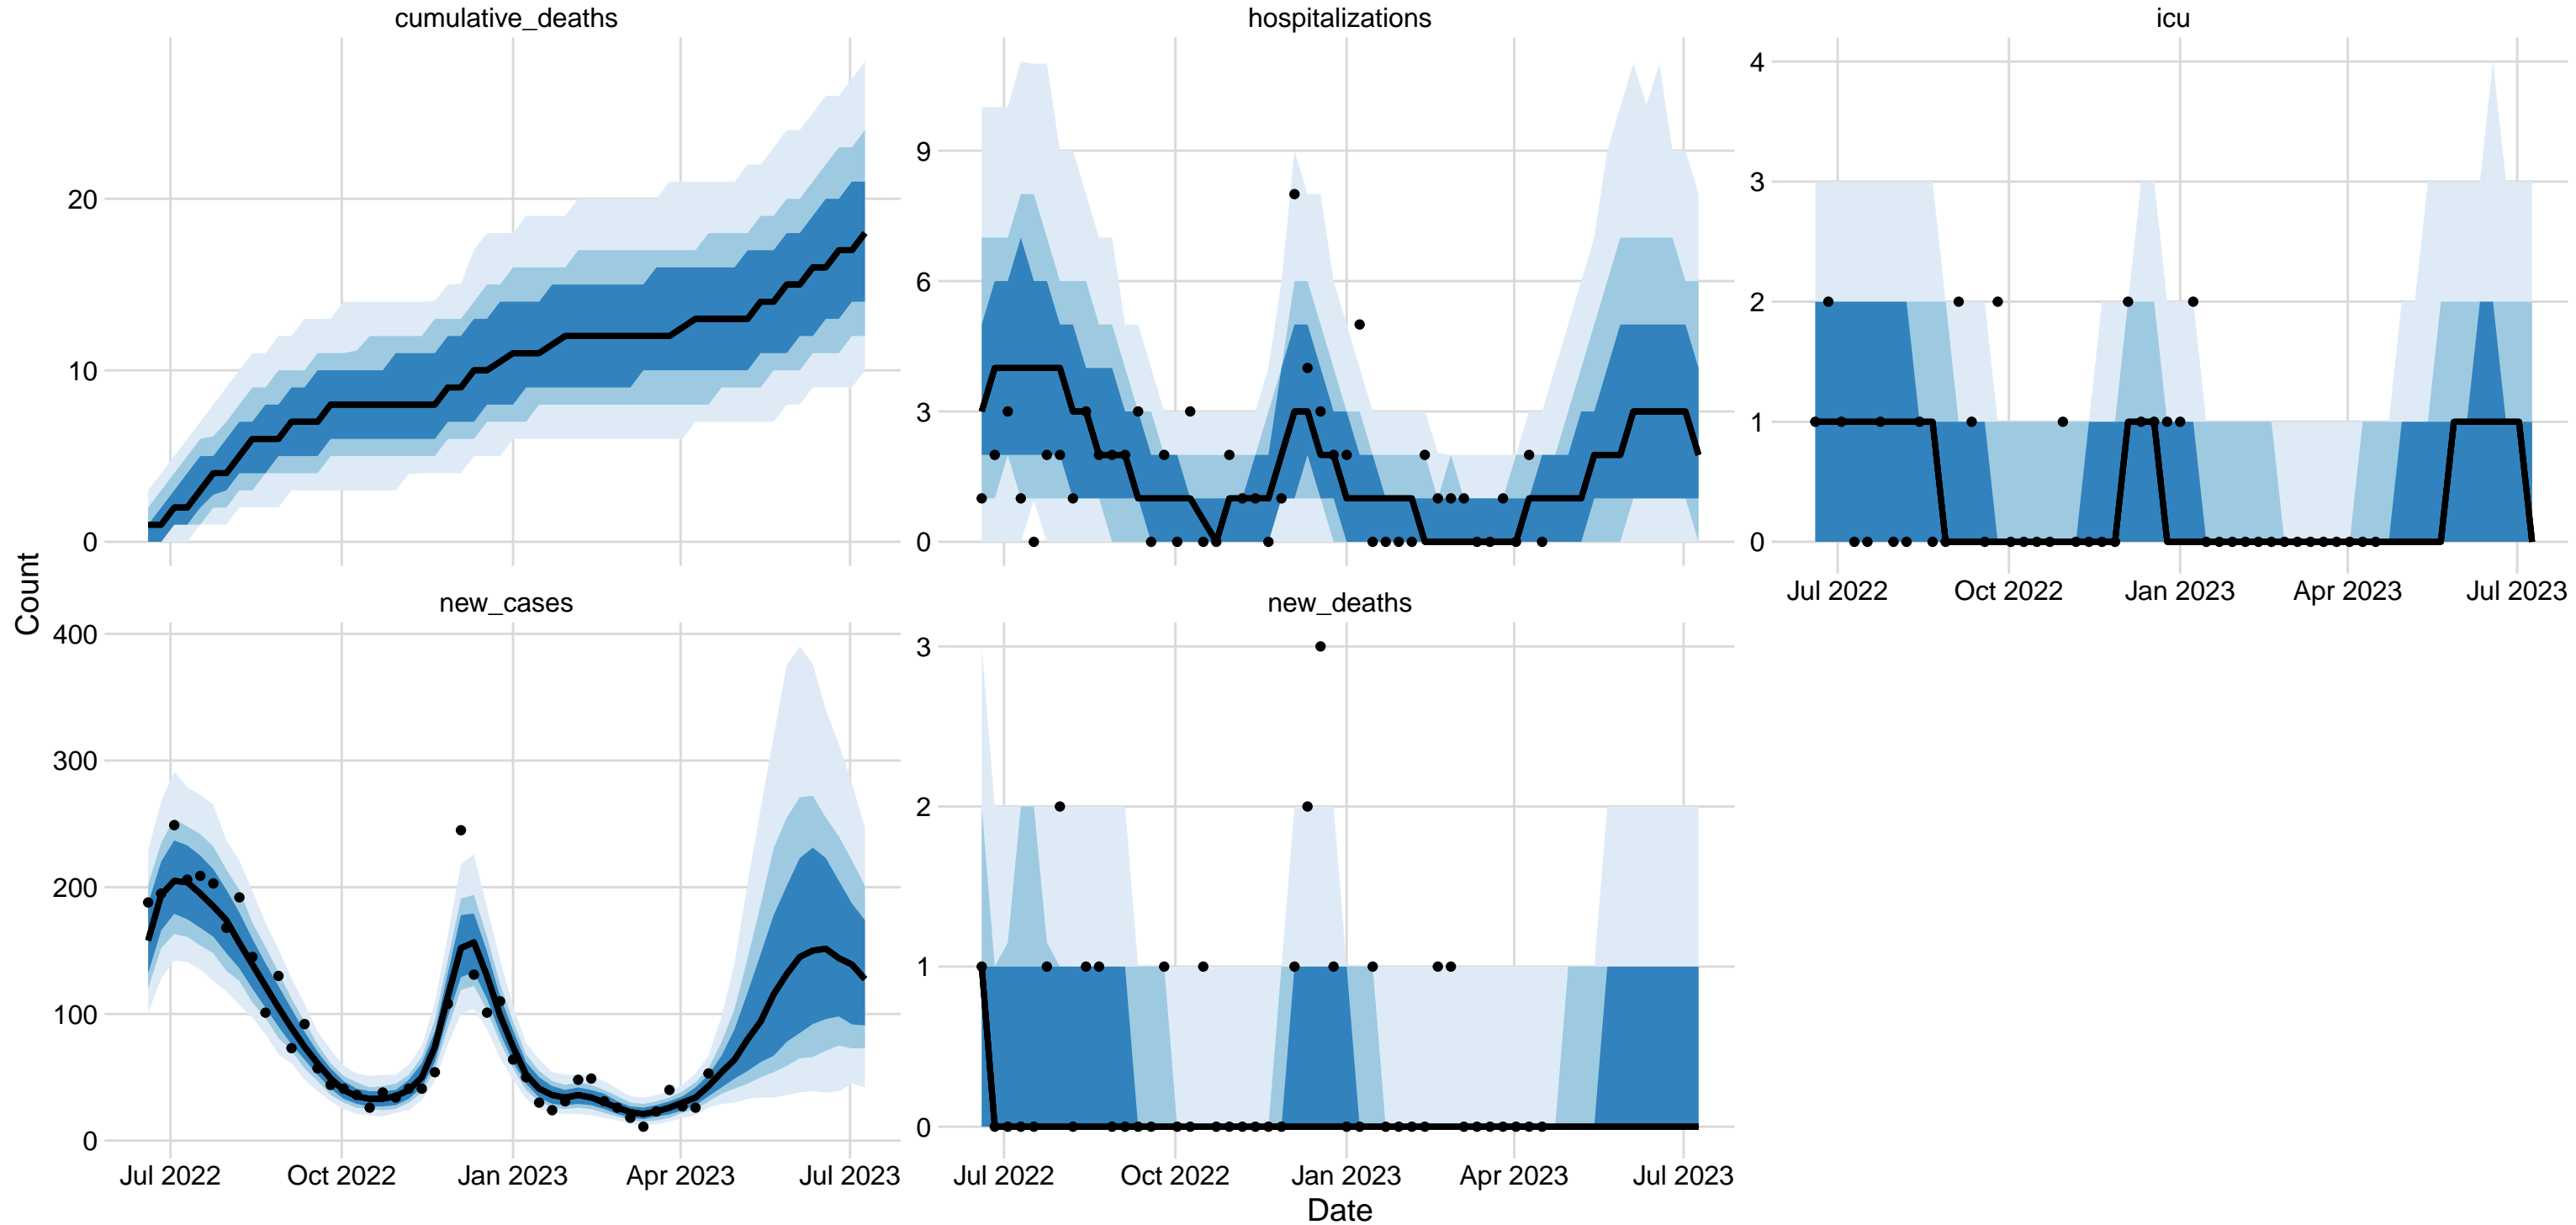 cumulative_deaths
hospitalizations
icu
20
10
0
9
6
3
0
4
3
2
1
0
Jul 2022 Oct 2022 Jan 2023 Apr 2023 Jul 2023
Count
new_cases
new_deaths
400
300
200
100
0
3
2
1
0
Jul 2022 Oct 2022 Jan 2023 Apr 2023 Jul 2023
Jul 2022 Oct 2022 Jan 2023 Apr 2023 Jul 2023
Date